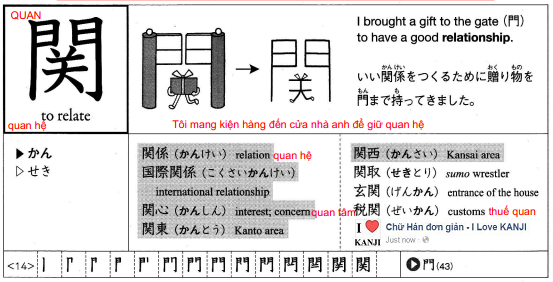 QUAN
関
to relate
quan hệ
I brought a gift to the gate (門)
to have a good relationship.
かんけい おく もの
いい関係をつくるために贈り物を
もん も
門まで持ってきました。
Tôi mang kiện hàng đến cửa nhà anh để giữ quan hệ
▶かん
▷せき
関係（かんけい） relation quan hệ
国際関係（こくさいかんけい）
international relationship
関心（かんしん） interest; concern quan tâm
関東（かんとう） Kanto area
関西（かんさい） Kansai area
関取（せきとり） sumo wrestler
玄関（げんかん） entrance of the house
税関（ぜいかん） customs thuế quan
I ❤ KANJI
Chữ Hán đơn giản - I Love KANJI
Just now
<14>
門 関 関
▶門(43)